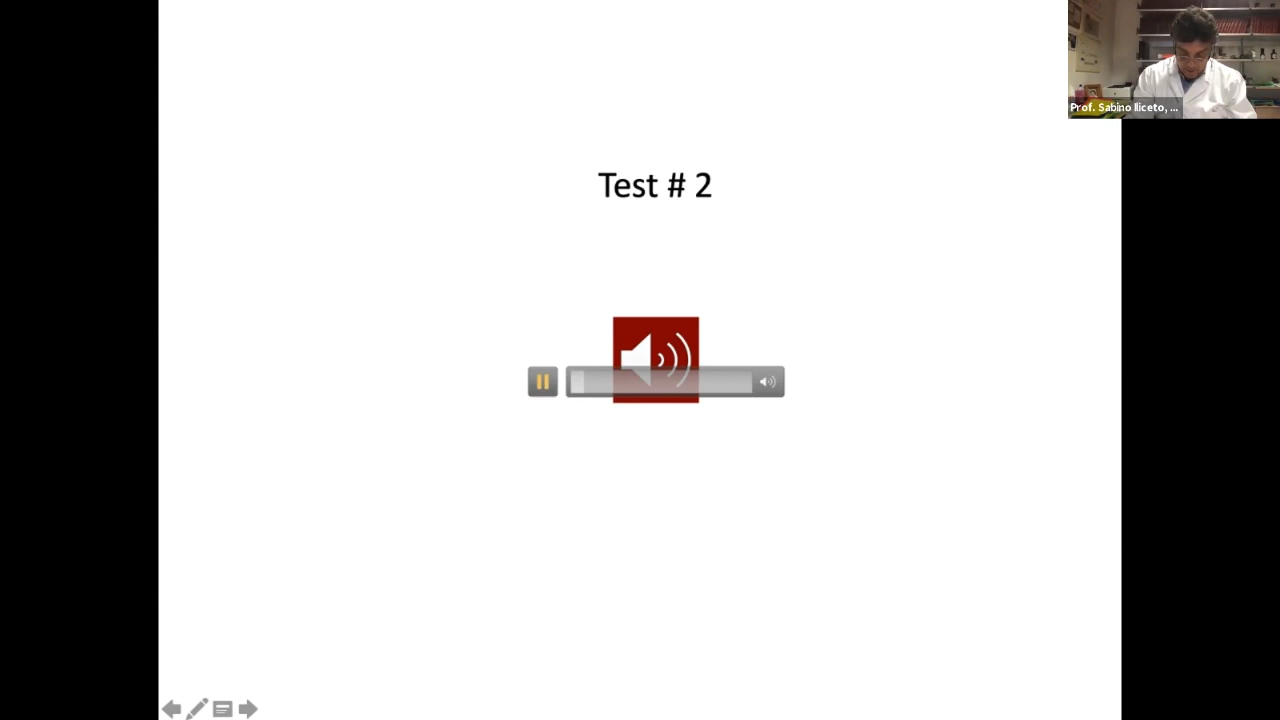 Prof. Sabino Iliceto, ...
Test # 2